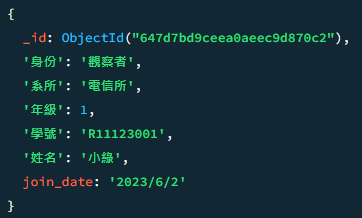 {
_id: ObjectId("647d7bd9ceea0aeec9d870c2"),
'身份': '觀察者',
'系所': '電信所',
'年級': 1,
'學號': 'R11123001',
'姓名': '小綠',
join_date: '2023/6/2'
}